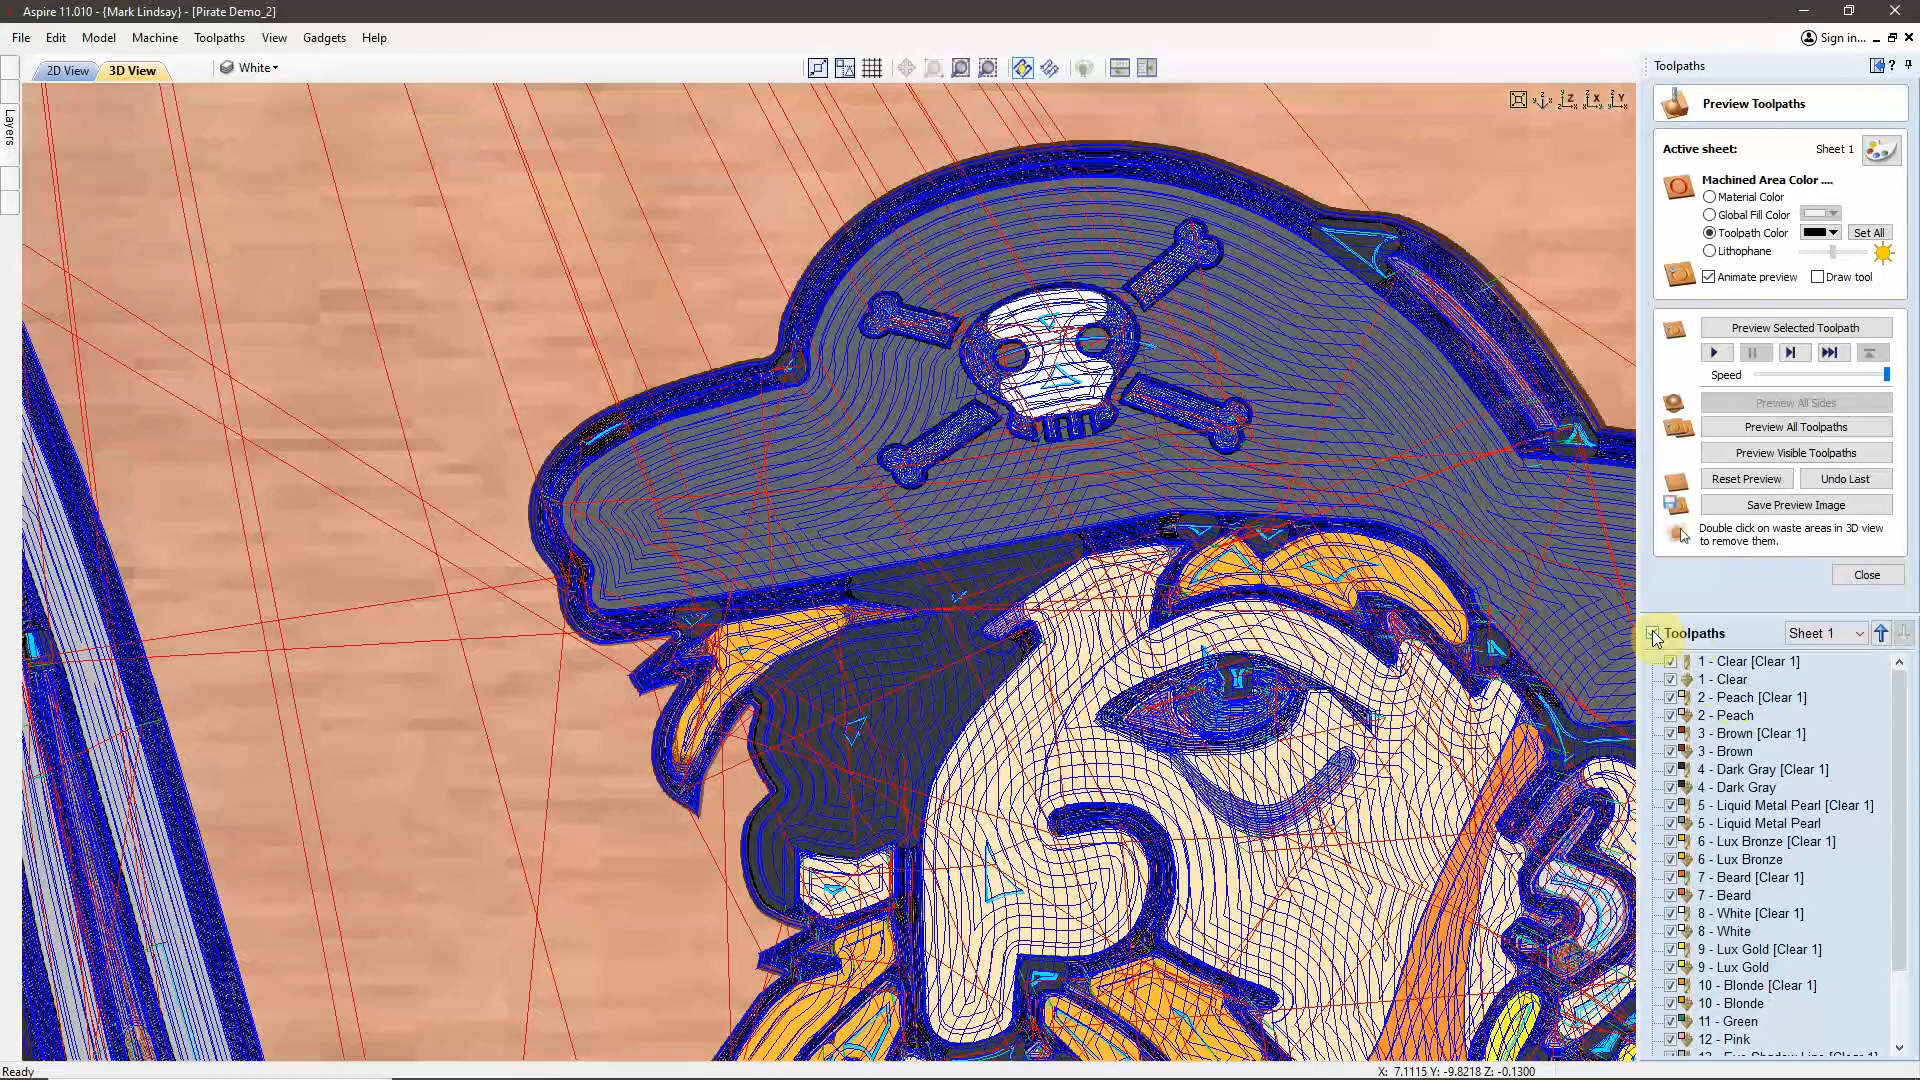 Aspire 11.010 - {Mark Lindsay} - [Pirate Demo_2]
File Edit Model Machine Toolpaths View Gadgets Help
Sign in...
2D View 3D View White
Toolpaths
Layers
Preview Toolpaths
Active sheet: Sheet 1
Machined Area Color ....
Material Color
Global Fill Color
Toolpath Color Set All
Lithophane
Animate preview Draw tool
Preview Selected Toolpath
Speed
Preview All Sides
Preview All Toolpaths
Preview Visible Toolpaths
Reset Preview Undo Last
Save Preview Image
Double click on waste areas in 3D view
to remove them.
Close
Toolpaths Sheet 1
1 - Clear [Clear 1]
1 - Clear
2 - Peach [Clear 1]
2 - Peach
3 - Brown [Clear 1]
3 - Brown
4 - Dark Gray [Clear 1]
4 - Dark Gray
5 - Liquid Metal Pearl [Clear 1]
5 - Liquid Metal Pearl
6 - Lux Bronze [Clear 1]
6 - Lux Bronze
7 - Beard [Clear 1]
7 - Beard
8 - White [Clear 1]
8 - White
9 - Lux Gold [Clear 1]
9 - Lux Gold
10 - Blonde [Clear 1]
10 - Blonde
11 - Green
12 - Pink
Ready
X: 7.1115 Y: -9.8218 Z: -0.1300